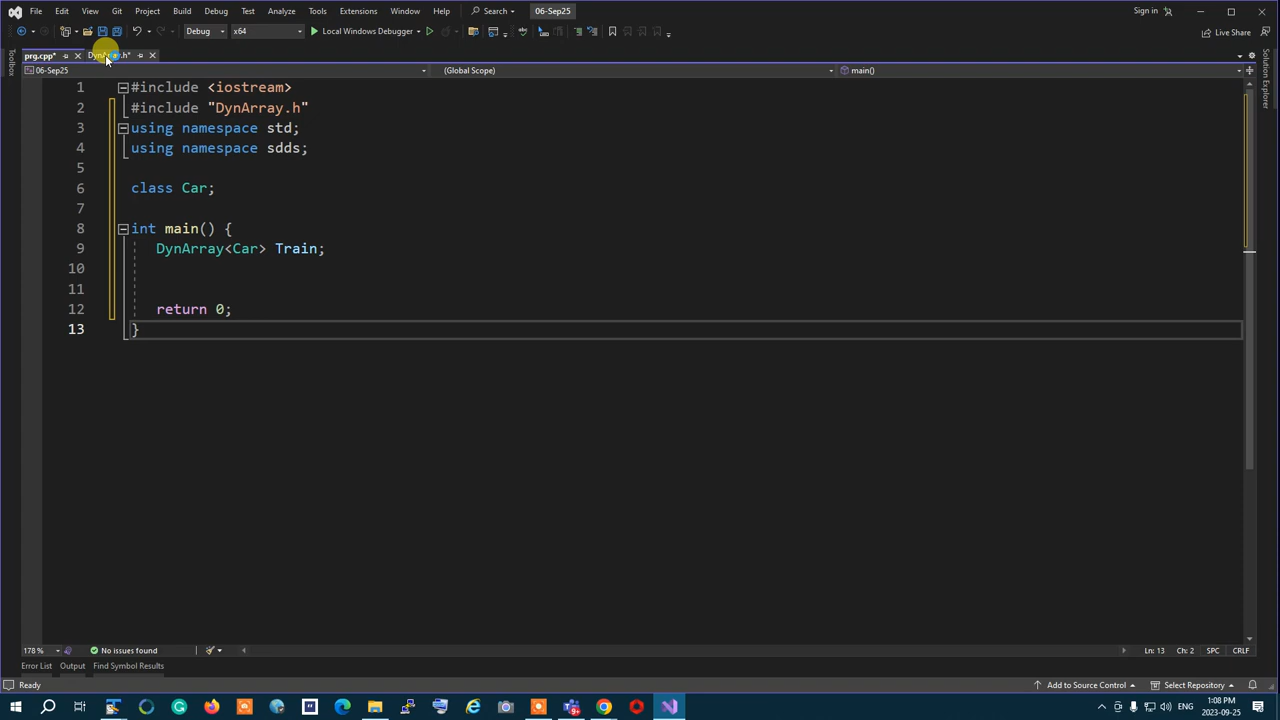 File Edit View Git Project Build Debug Test Analyze Tools Extensions Window Help Search 06-Sep25 Sign in
Debug x64 Local Windows Debugger Live Share
prg.cpp* DynArray.h*
06-Sep25 (Global Scope) main()
Toolbox
Solution Explorer
1 #include <iostream>
2 #include "DynArray.h"
3 using namespace std;
4 using namespace sdds;
5
6 class Car;
7
8 int main() {
9 DynArray<Car> Train;
10
11
12 return 0;
13 }
178 % No issues found Ln: 13 Ch: 2 SPC CRLF
Error List Output Find Symbol Results
Ready Add to Source Control Select Repository
ENG 1:08 PM
2023-09-25